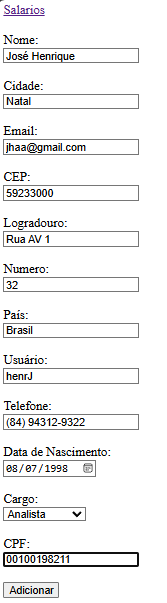 Salarios
Nome:
José Henrique
Cidade:
Natal
Email:
jhaa@gmail.com
CEP:
59233000
Logradouro:
Rua AV 1
Numero:
32
País:
Brasil
Usuário:
henrJ
Telefone:
(84) 94312-9322
Data de Nascimento:
08/07/1998
Cargo:
Analista
CPF:
00100198211
Adicionar